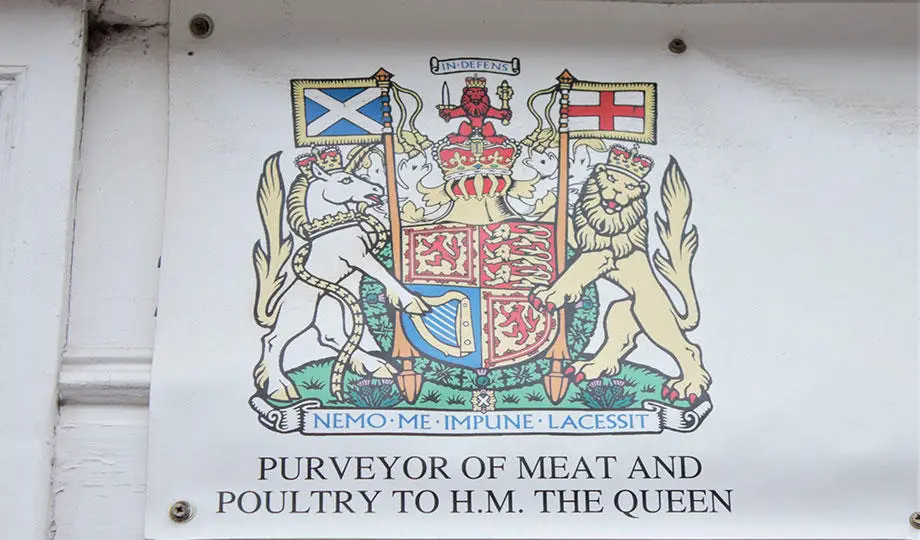 IN·DEFENS
NEMO·ME·IMPUNE·LACESSIT
PURVEYOR OF MEAT AND
POULTRY TO H.M. THE QUEEN